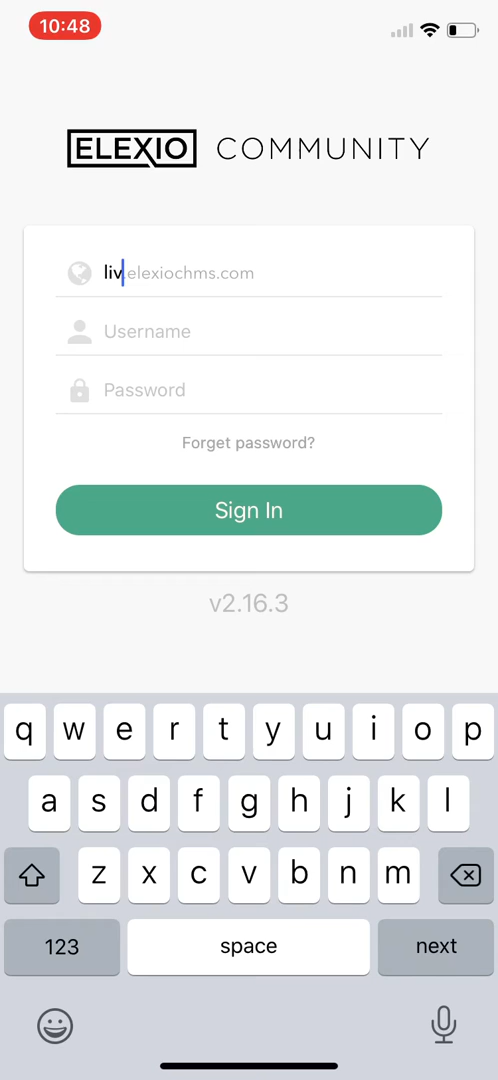 10:48
ELEXIO COMMUNITY
liv.elexiochms.com
Username
Password
Forget password?
Sign In
v2.16.3
q w e r t y u i o p
a s d f g h j k l
z x c v b n m
123 space next